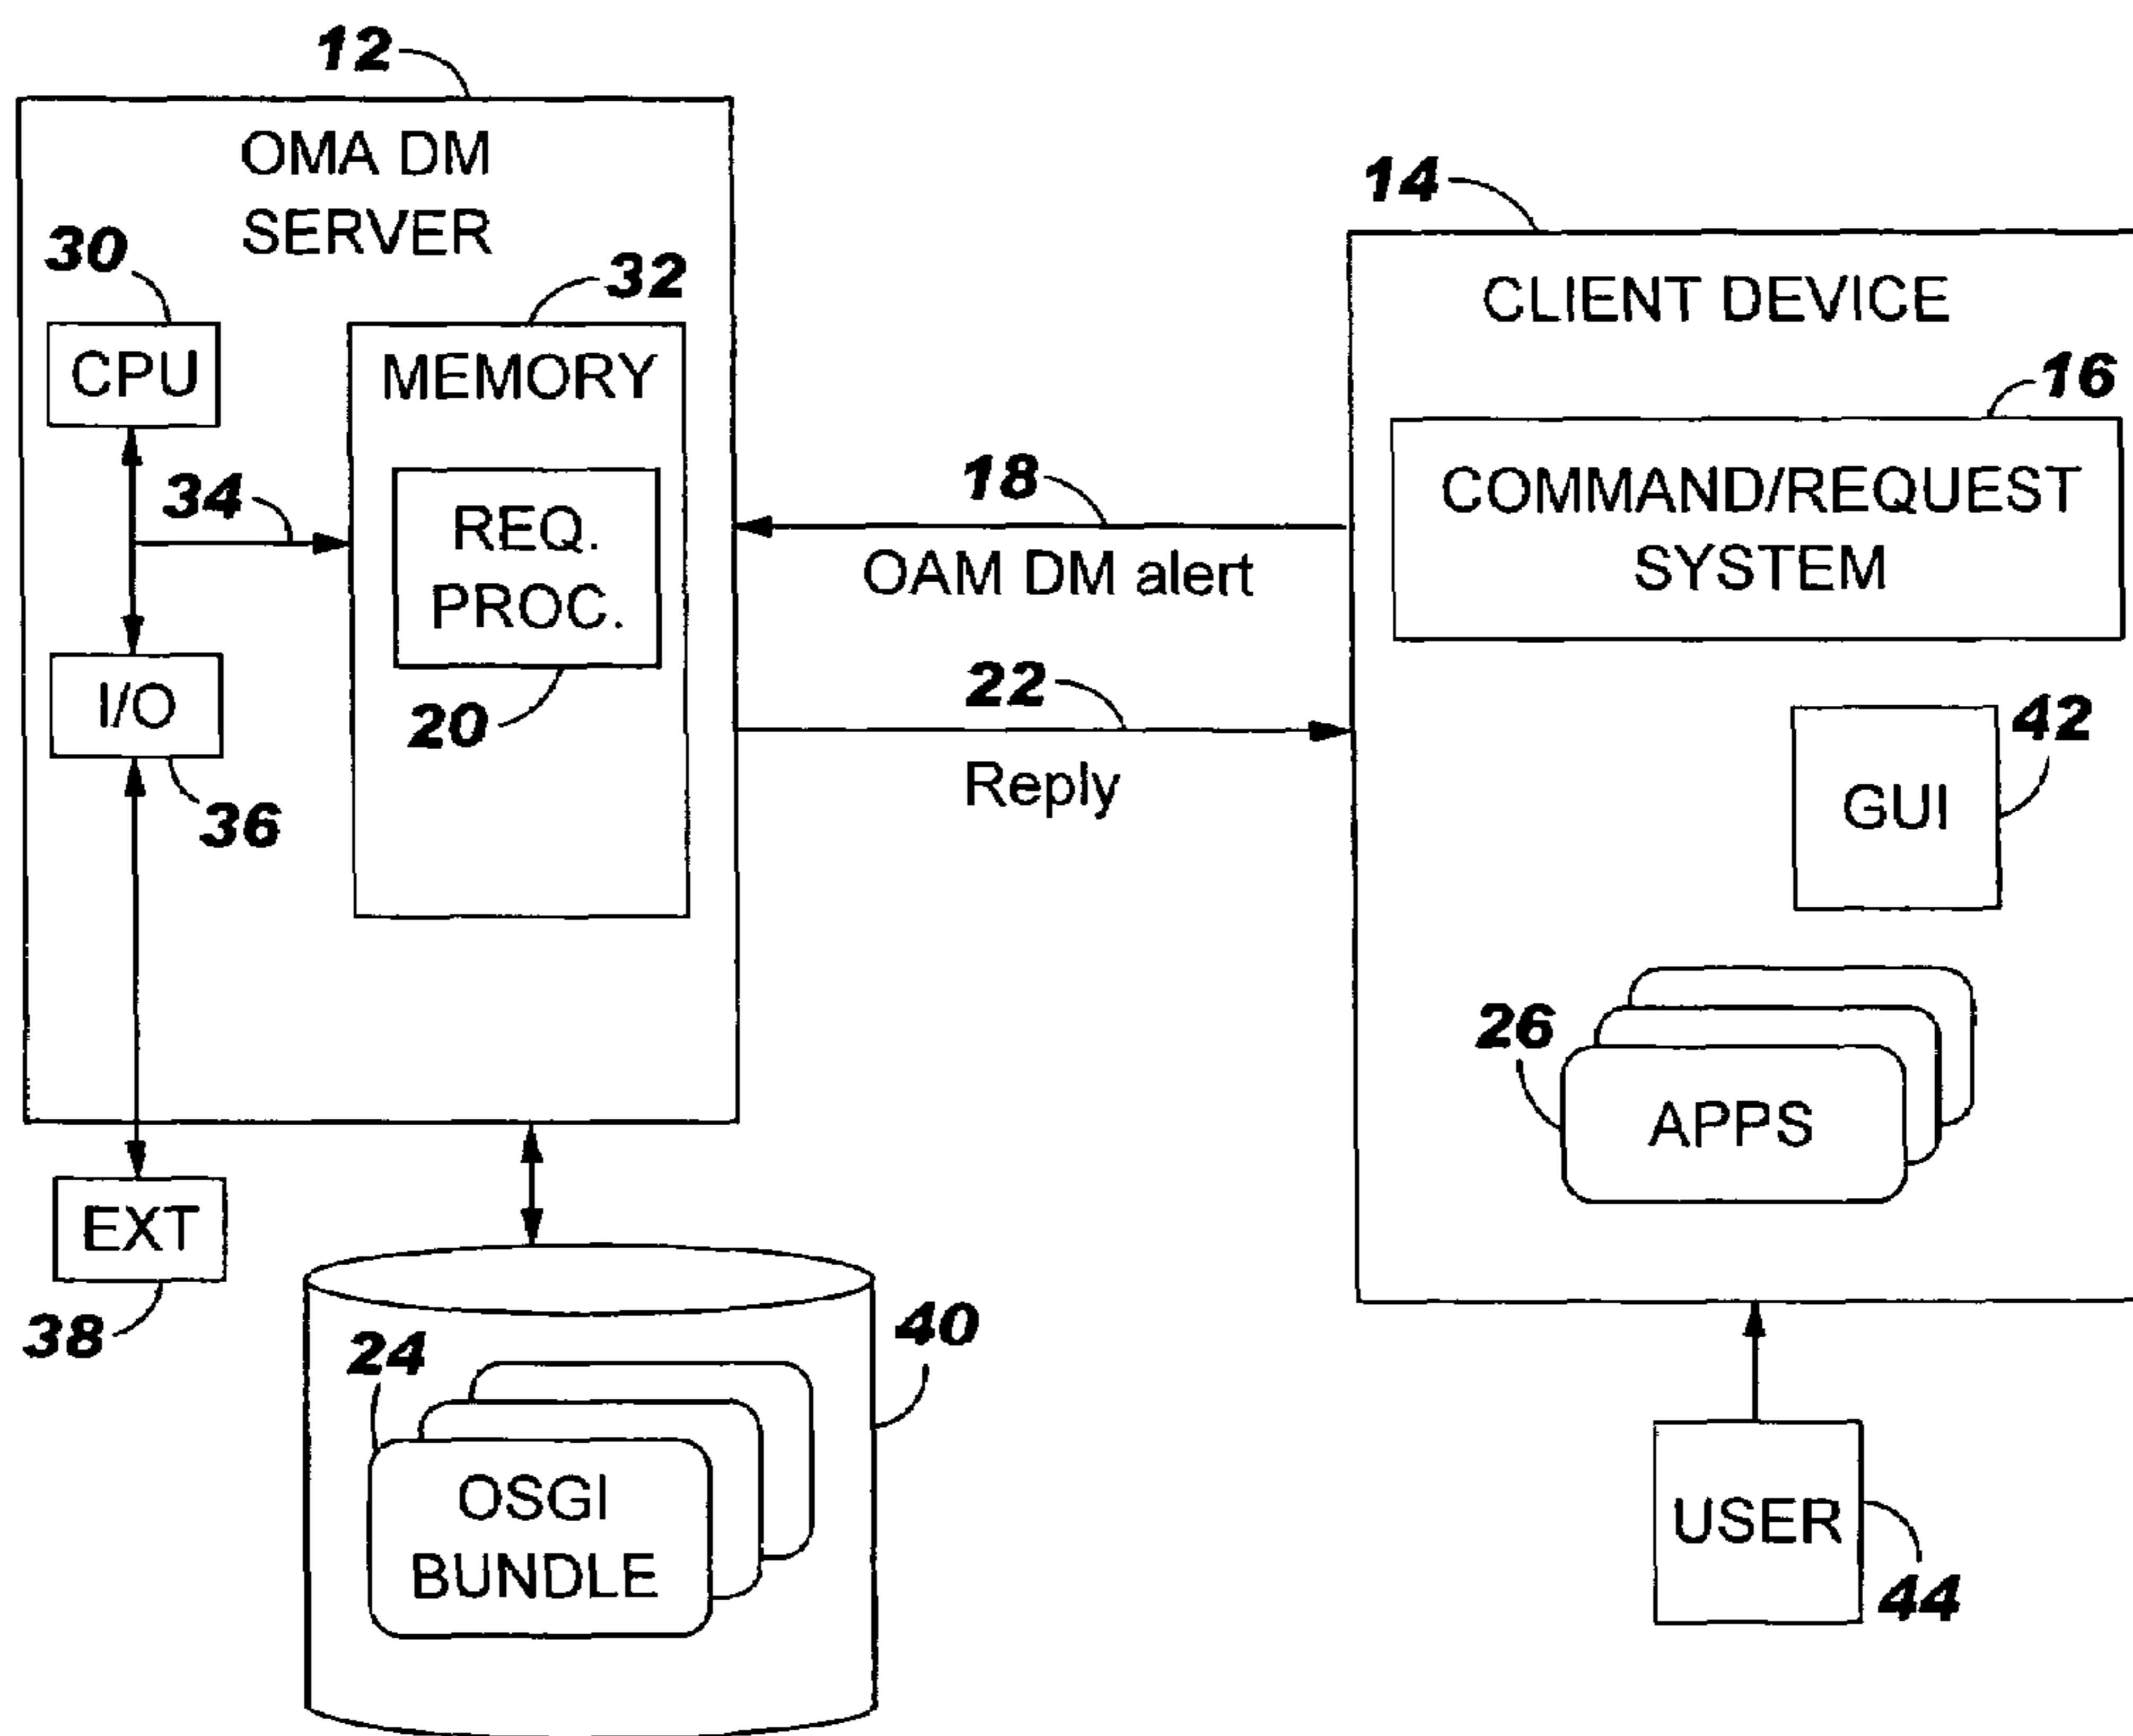 12
OMA DM
SERVER
30
32
CPU
MEMORY
34
REQ.
PROC.
I/O
20
36
18
OAM DM alert
22
Reply
14
CLIENT DEVICE
16
COMMAND/REQUEST
SYSTEM
42
GUI
26
APPS
EXT
38
40
24
OSGI
BUNDLE
USER
44